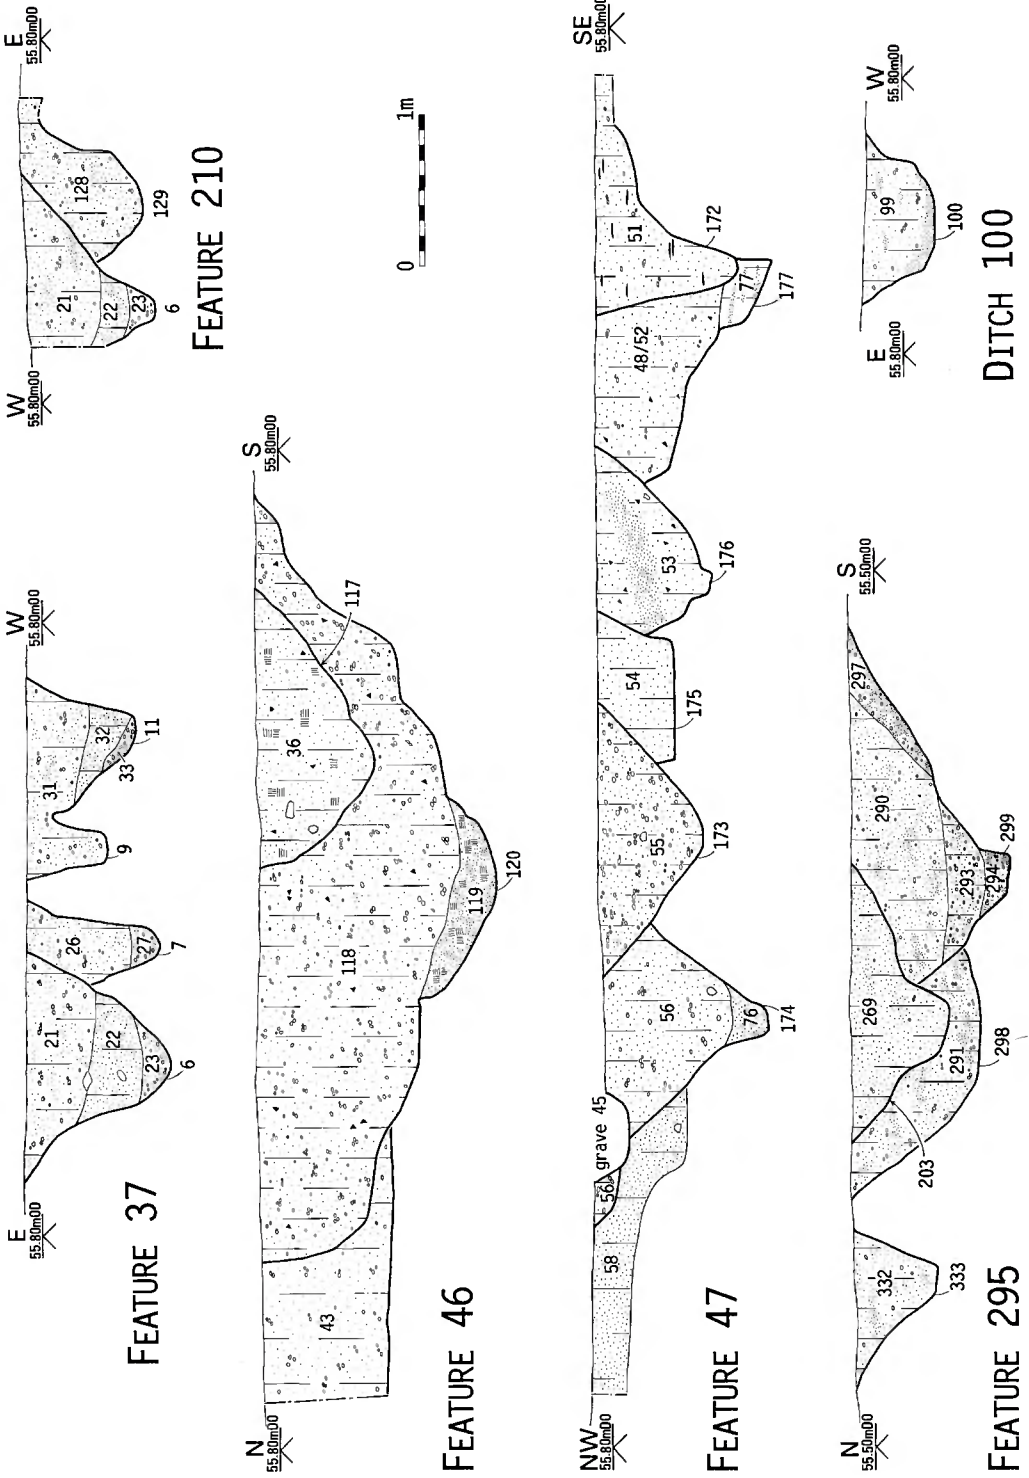 E
55.80m00
W
55.80m00
21
22
23
6
26
27
7
31
32
33
9
11
FEATURE 37
W
55.80m00
E
55.80m00
21
22
23
6
128
129
FEATURE 210
N
55.80m00
S
55.80m00
43
118
119
120
36
117
FEATURE 46
0
1m
NW
55.80m00
SE
55.80m00
58
56
grave 45
56
76
174
55
173
54
175
53
176
48/52
77
177
51
172
FEATURE 47
N
55.50m00
S
55.50m00
332
333
203
269
291
298
290
293
294
299
297
FEATURE 295
E
55.80m00
W
55.80m00
99
100
DITCH 100